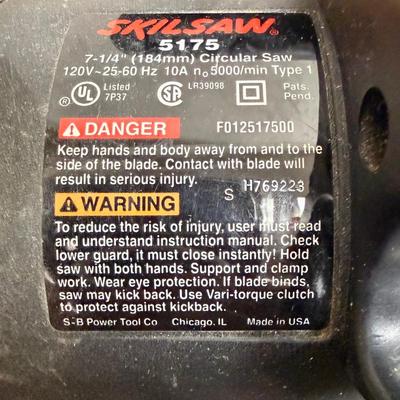 SKILSAW
5175
7-1/4" (184mm) Circular Saw
120V~25-60 Hz 10A n₀ 5000/min Type 1
UL ® Listed 7P37 SA ® LR39098 Pats. Pend.
DANGER F012517500
Keep hands and body away from and to
the side of the blade. Contact with blade will
result in serious injury.
S H769223
WARNING
To reduce the risk of injury, user must read
and understand instruction manual. Check
lower guard, it must close instantly! Hold
saw with both hands. Support and clamp
work. Wear eye protection. If blade binds,
saw may kick back. Use Vari-torque clutch
to protect against kickback.
S-B Power Tool Co Chicago, IL Made in USA